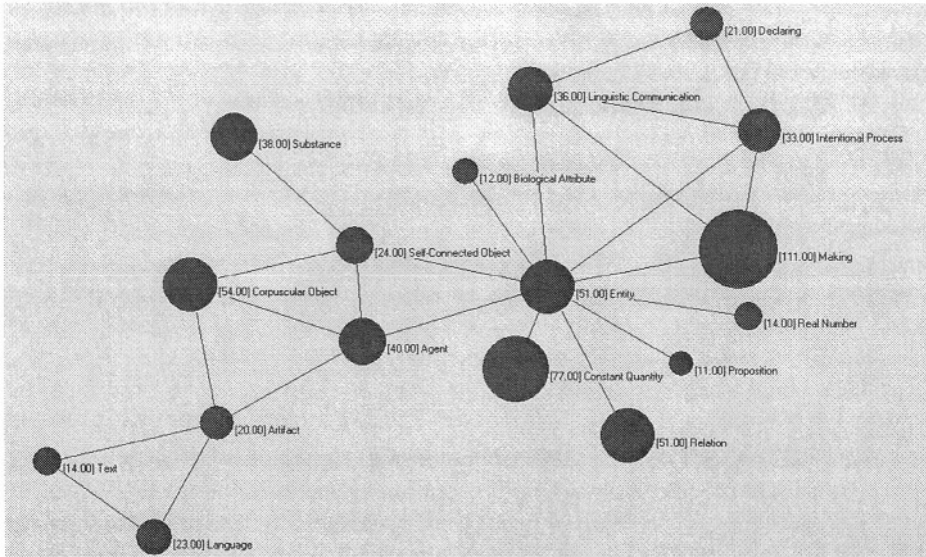 [21.00] Declaring
[36.00] Linguistic Communication
[33.00] Intentional Process
[38.00] Substance
[12.00] Biological Attribute
[24.00] Self-Connected Object
[111.00] Making
[54.00] Corpuscular Object
[51.00] Entity
[14.00] Real Number
[40.00] Agent
[11.00] Proposition
[77.00] Constant Quantity
[20.00] Artifact
[51.00] Relation
[14.00] Text
[23.00] Language